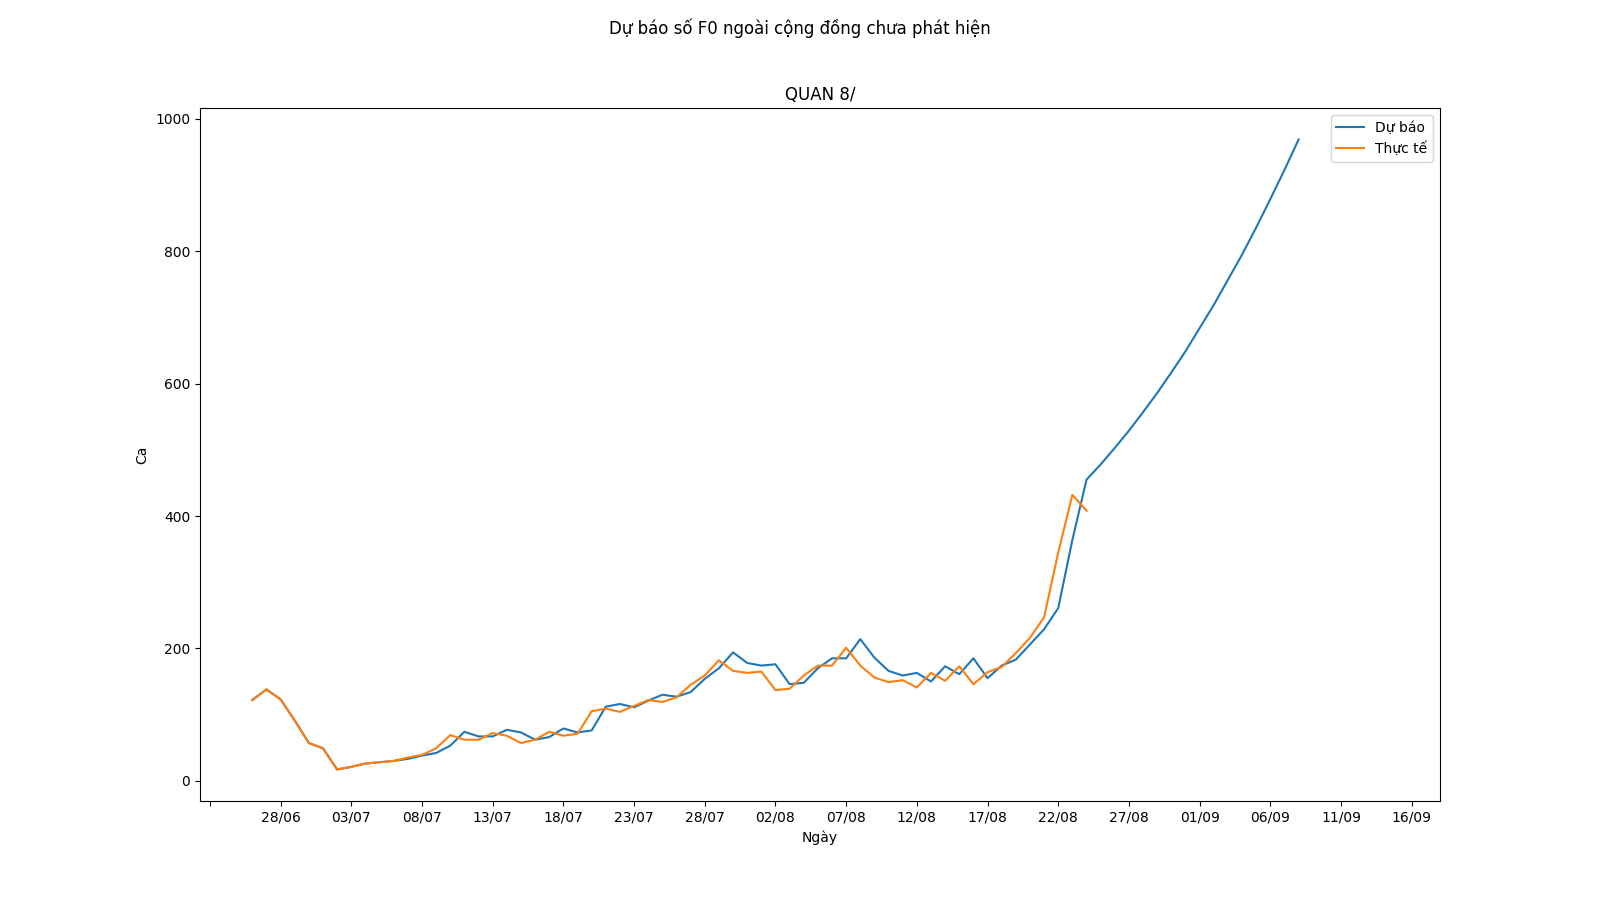 Dự báo số F0 ngoài cộng đồng chưa phát hiện
QUAN 8/
Dự báo
Thực tế
1000
800
600
400
200
0
Ca
28/06 03/07 08/07 13/07 18/07 23/07 28/07 02/08 07/08 12/08 17/08 22/08 27/08 01/09 06/09 11/09 16/09
Ngày